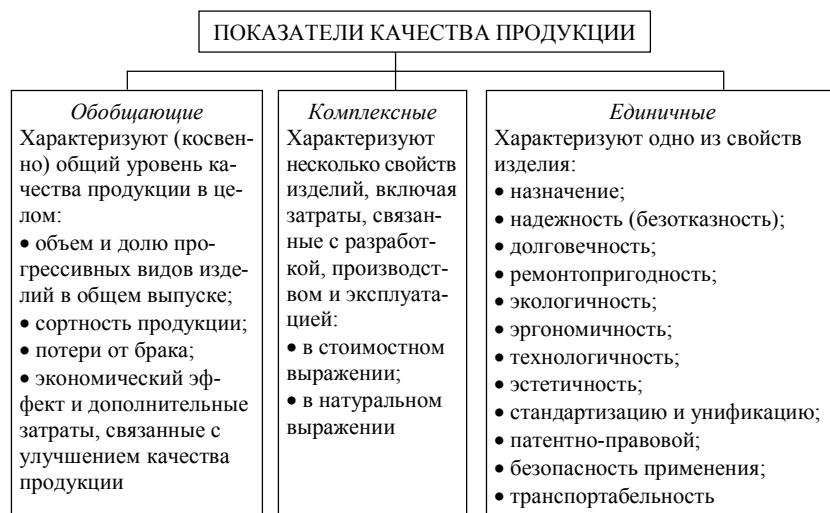 ПОКАЗАТЕЛИ КАЧЕСТВА ПРОДУКЦИИ
Обобщающие
Характеризуют (косвен-
но) общий уровень ка-
чества продукции в це-
лом:
• объем и долю про-
грессивных видов изде-
лий в общем выпуске;
• сортность продукции;
• потери от брака;
• экономический эф-
фект и дополнительные
затраты, связанные с
улучшением качества
продукции
Комплексные
Характеризуют
несколько свойств
изделий, включая
затраты, связан-
ные с разработ-
кой, производст-
вом и эксплуата-
цией:
• в стоимостном
выражении;
• в натуральном
выражении
Единичные
Характеризуют одно из свойств
изделия:
• назначение;
• надежность (безотказность);
• долговечность;
• ремонтопригодность;
• экологичность;
• эргономичность;
• технологичность;
• эстетичность;
• стандартизацию и унификацию;
• патентно-правовой;
• безопасность применения;
• транспортабельность